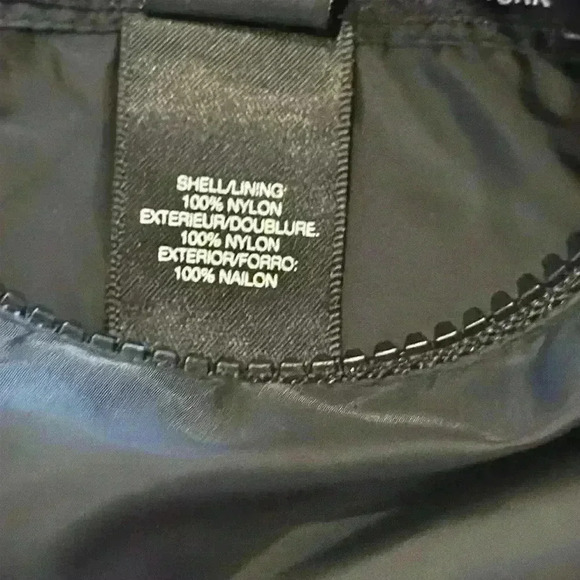 SHELL/LINING:
100% NYLON
EXTERIEUR/DOUBLURE:
100% NYLON
EXTERIOR/FORRO:
100% NAILON